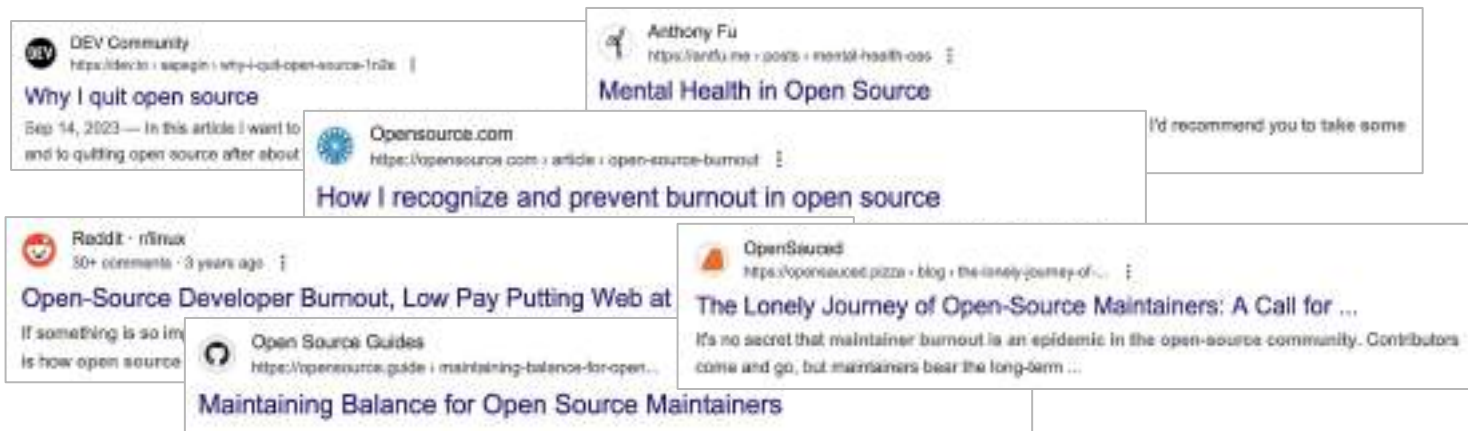 DEV Community
https://dev.to › sapegin › why-i-quit-open-source-1n2e
Why I quit open source
Sep 14, 2023 — In this article I want to
and to quitting open source after about
Anthony Fu
https://antfu.me › posts › mental-health-oss
Mental Health in Open Source
I'd recommend you to take some
Opensource.com
https://opensource.com › article › open-source-burnout
How I recognize and prevent burnout in open source
Reddit · r/linux
30+ comments · 3 years ago
Open-Source Developer Burnout, Low Pay Putting Web at
If something is so im
is how open source
OpenSauced
https://opensauced.pizza › blog › the-lonely-journey-of-...
The Lonely Journey of Open-Source Maintainers: A Call for ...
It's no secret that maintainer burnout is an epidemic in the open-source community. Contributors
come and go, but maintainers bear the long-term ...
Open Source Guides
https://opensource.guide › maintaining-balance-for-open...
Maintaining Balance for Open Source Maintainers